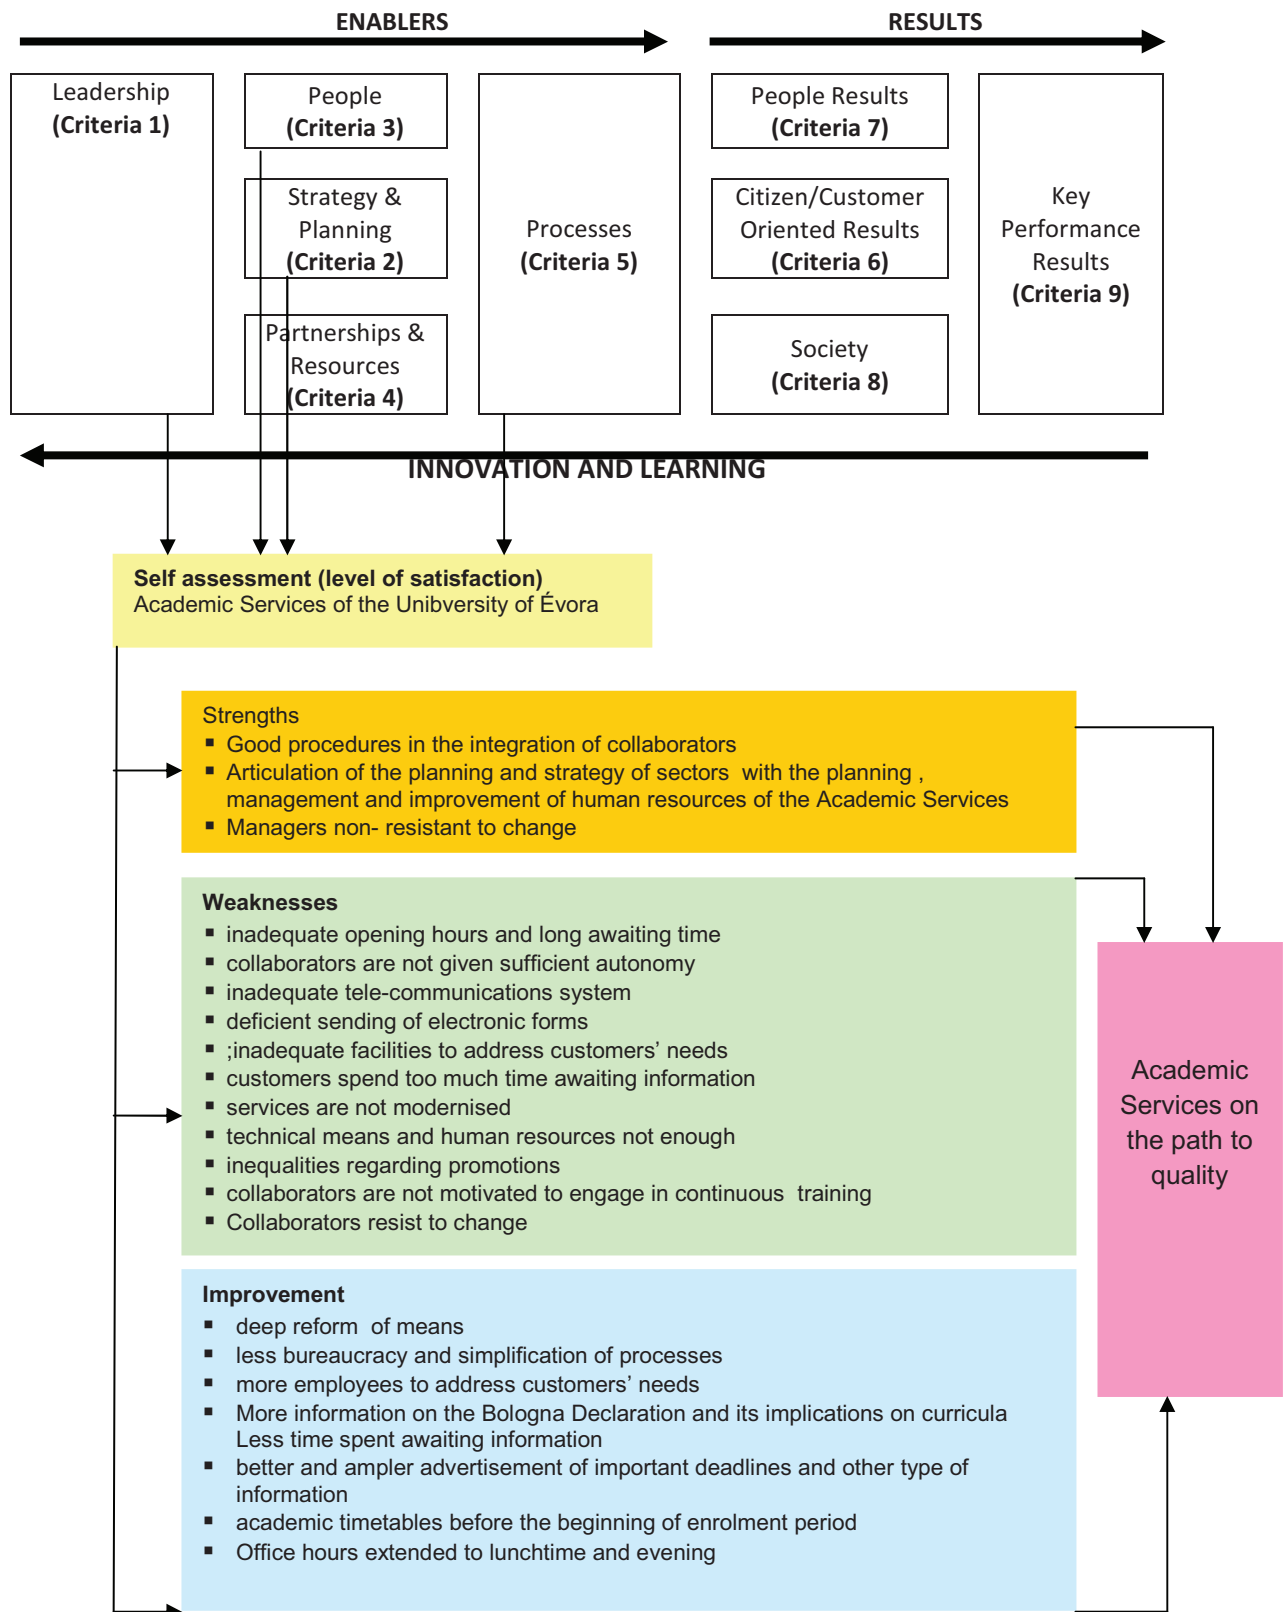 ENABLERS
RESULTS
Leadership
(Criteria 1)
People
(Criteria 3)
Strategy &
Planning
(Criteria 2)
Partnerships &
Resources
(Criteria 4)
Processes
(Criteria 5)
People Results
(Criteria 7)
Citizen/Customer
Oriented Results
(Criteria 6)
Society
(Criteria 8)
Key
Performance
Results
(Criteria 9)
INNOVATION AND LEARNING
Self assessment (level of satisfaction)
Academic Services of the Unibversity of Évora
Strengths
▪ Good procedures in the integration of collaborators
▪ Articulation of the planning and strategy of sectors with the planning ,
management and improvement of human resources of the Academic Services
▪ Managers non- resistant to change
Weaknesses
▪ inadequate opening hours and long awaiting time
▪ collaborators are not given sufficient autonomy
▪ inadequate tele-communications system
▪ deficient sending of electronic forms
▪ ;inadequate facilities to address customers’ needs
▪ customers spend too much time awaiting information
▪ services are not modernised
▪ technical means and human resources not enough
▪ inequalities regarding promotions
▪ collaborators are not motivated to engage in continuous training
▪ Collaborators resist to change
Improvement
▪ deep reform of means
▪ less bureaucracy and simplification of processes
▪ more employees to address customers’ needs
▪ More information on the Bologna Declaration and its implications on curricula
Less time spent awaiting information
▪ better and ampler advertisement of important deadlines and other type of
information
▪ academic timetables before the beginning of enrolment period
▪ Office hours extended to lunchtime and evening
Academic
Services on
the path to
quality